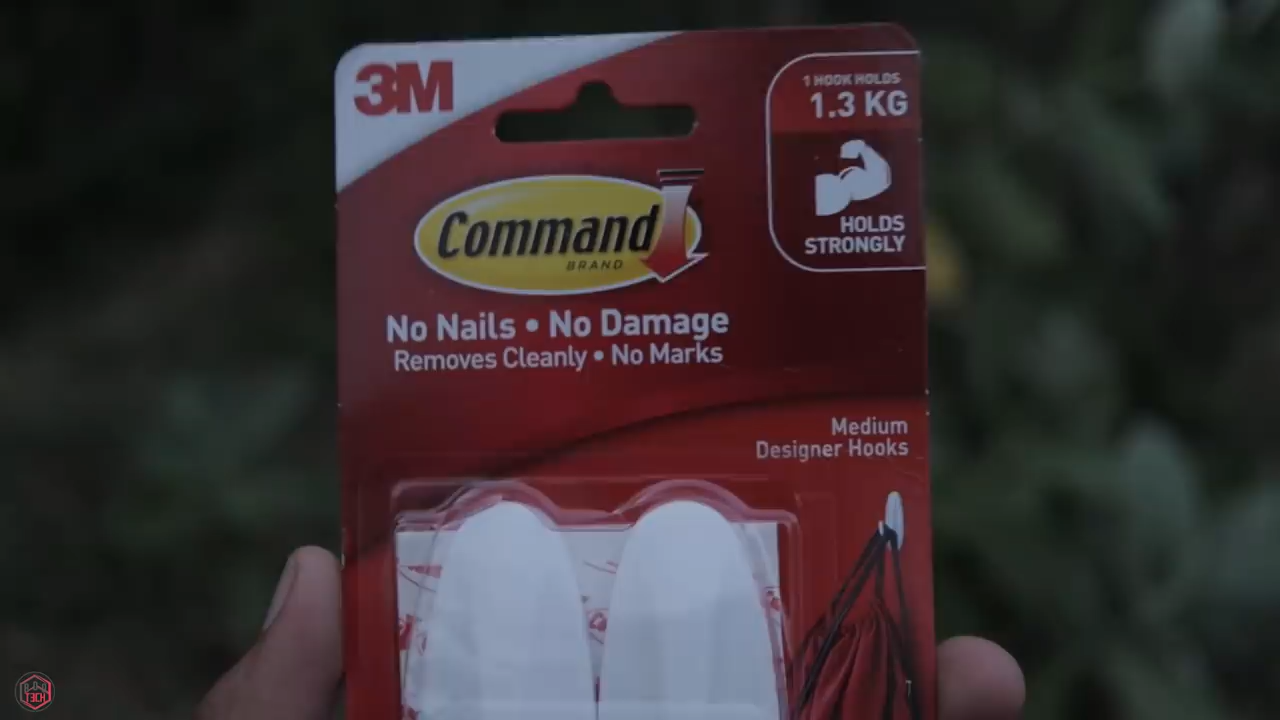 3M
1 HOOK HOLDS
1.3 KG
HOLDS
STRONGLY
Command
BRAND
No Nails • No Damage
Removes Cleanly • No Marks
Medium
Designer Hooks